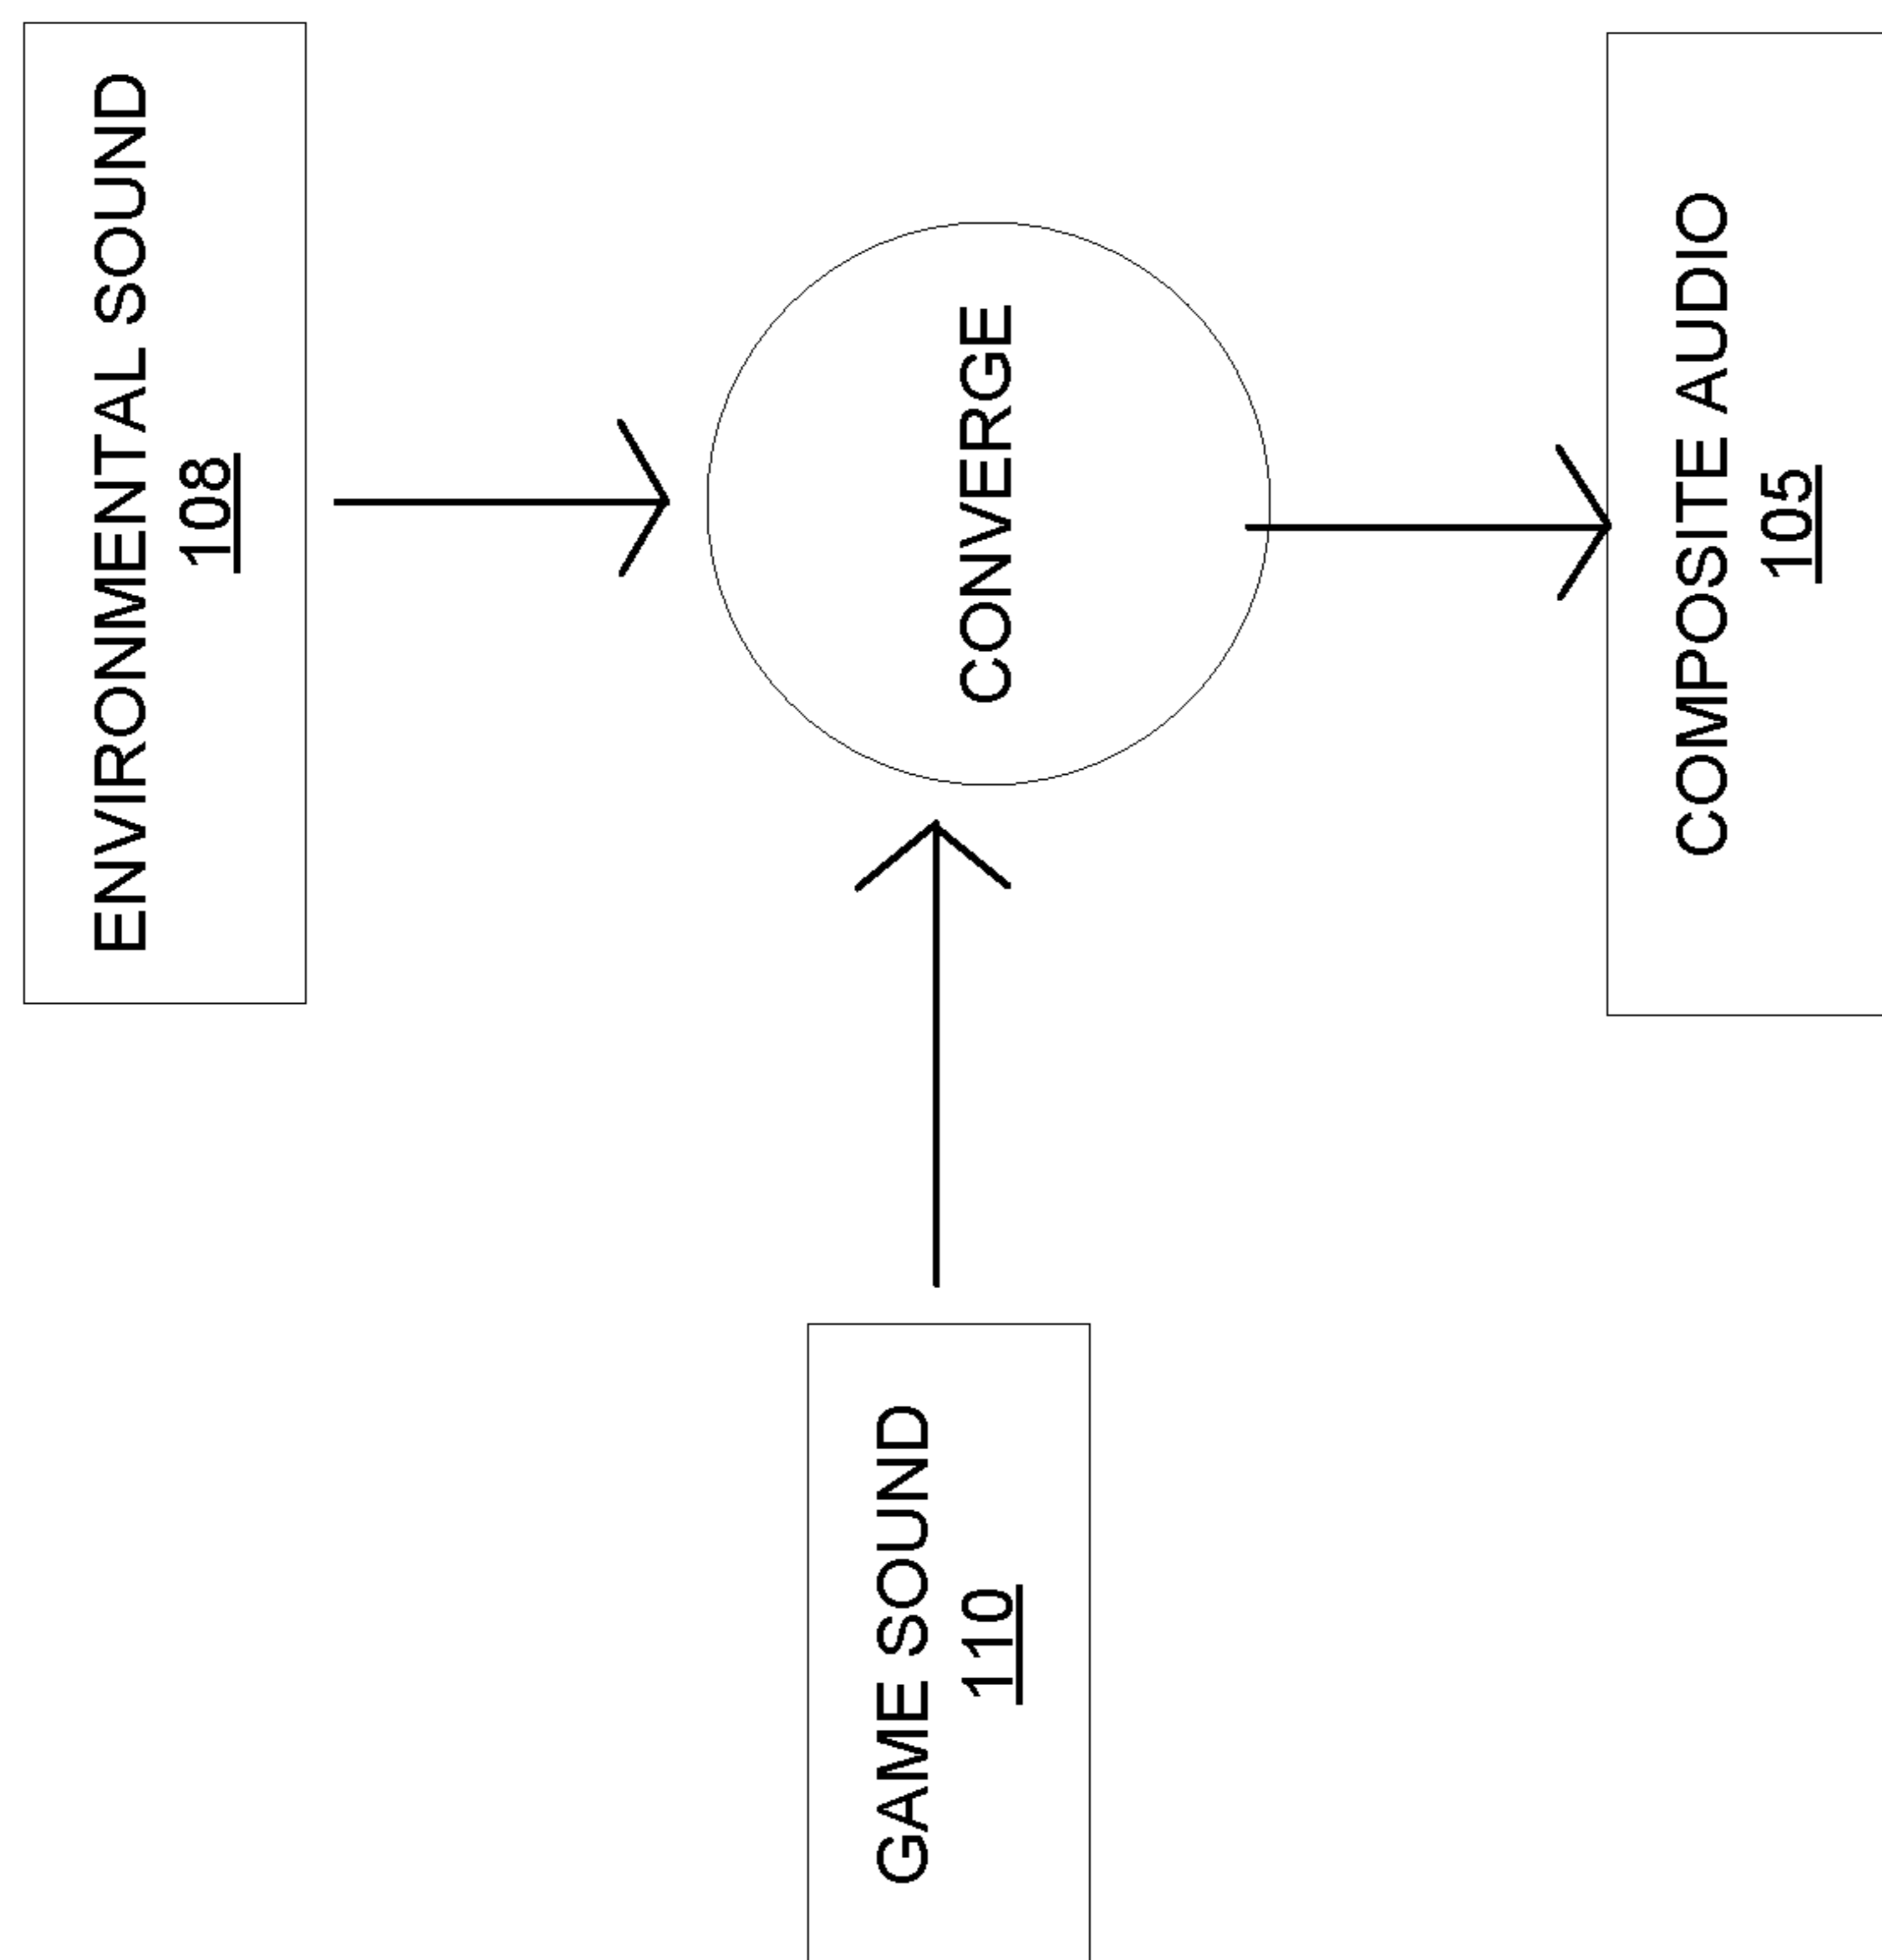 ENVIRONMENTAL SOUND
108
GAME SOUND
110
CONVERGE
COMPOSITE AUDIO
105